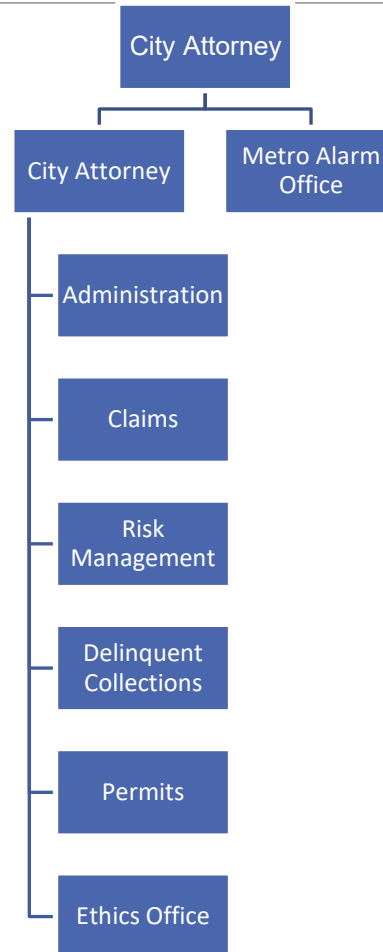 City Attorney
City Attorney
Metro Alarm
Office
Administration
Claims
Risk
Management
Delinquent
Collections
Permits
Ethics Office